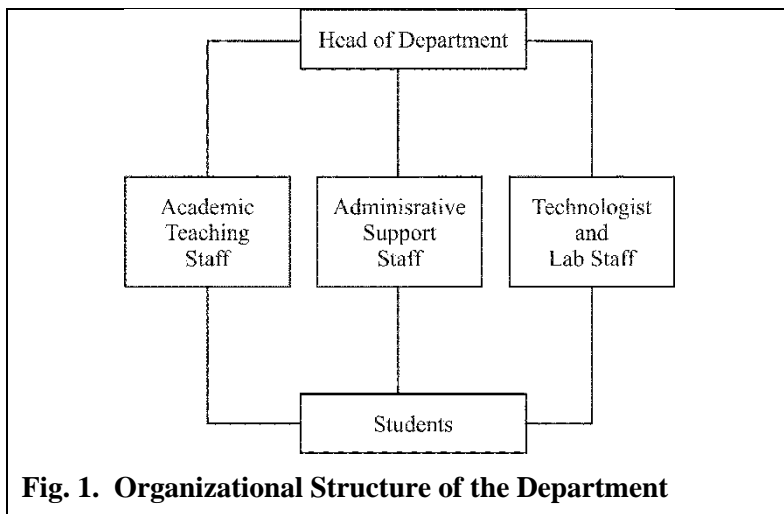 Head of Department
Academic
Teaching
Staff
Adminisrative
Support
Staff
Technologist
and
Lab Staff
Students
Fig. 1. Organizational Structure of the Department